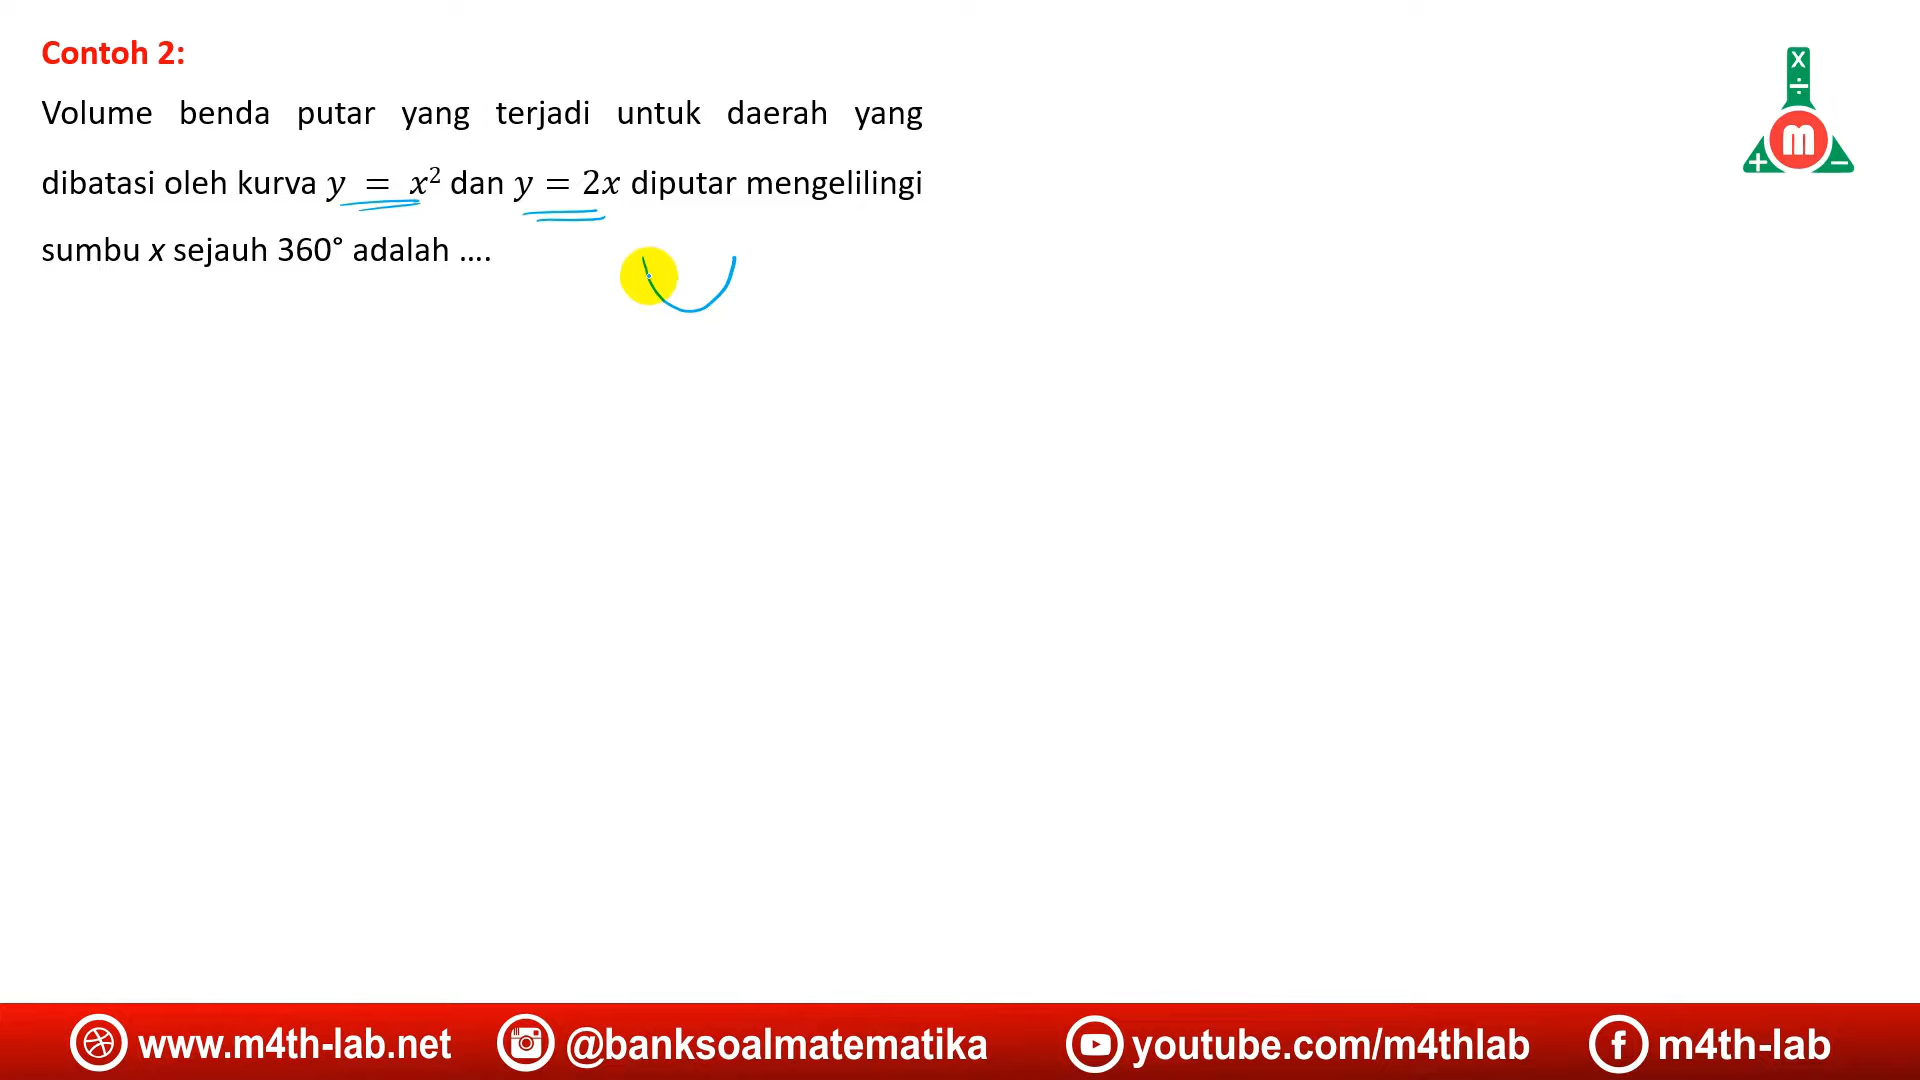 Contoh 2:
Volume benda putar yang terjadi untuk daerah yang
dibatasi oleh kurva y = x² dan y = 2x diputar mengelilingi
sumbu x sejauh 360° adalah ....
X
÷
m
+ −
www.m4th-lab.net @banksoalmatematika youtube.com/m4thlab f m4th-lab